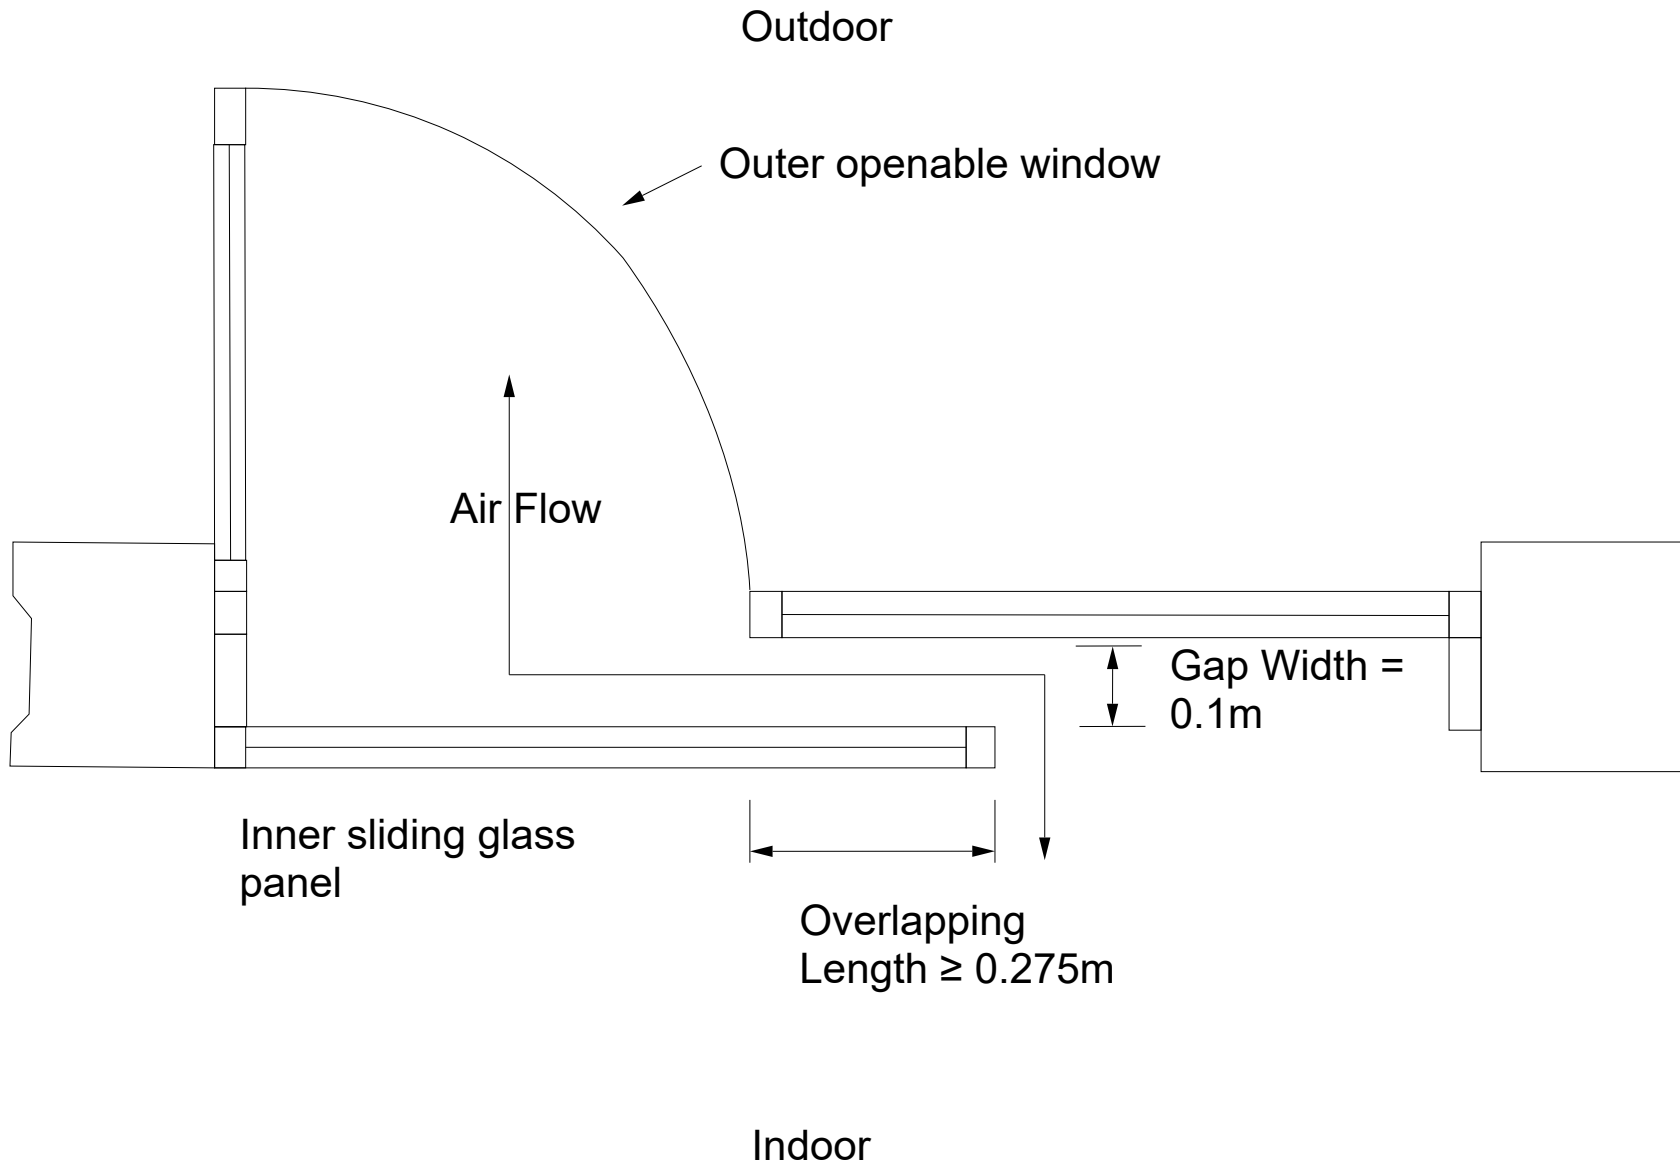 Outdoor
Outer openable window
Air Flow
Gap Width =
0.1m
Inner sliding glass
panel
Overlapping
Length ≥ 0.275m
Indoor